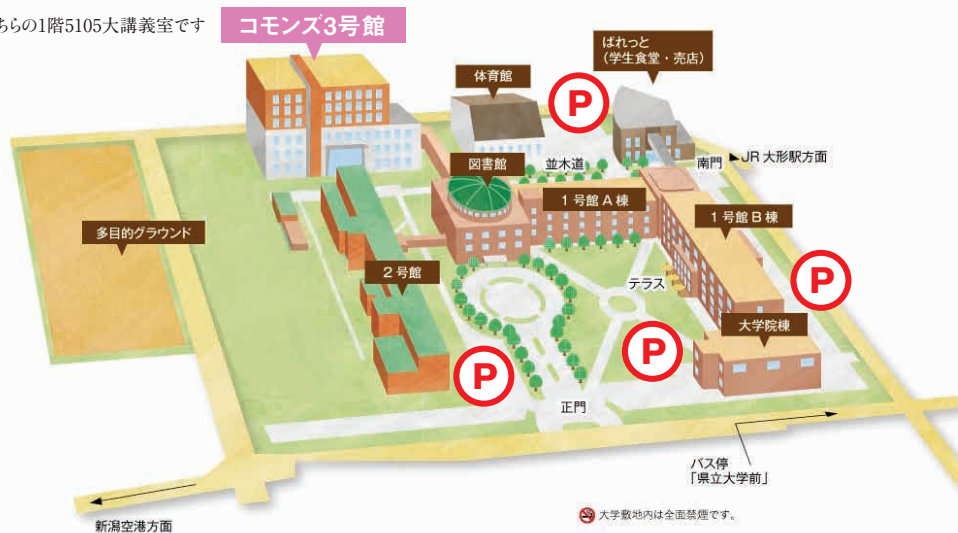 ちらの1階5105大講義室です
コモンズ3号館
ぱれっと
(学生食堂・売店)
体育館
P
図書館
並木道
南門
▶JR 大形駅方面
1号館A棟
1号館B棟
多目的グラウンド
2号館
テラス
P
大学院棟
P
P
正門
バス停
「県立大学前」
新潟空港方面
大学敷地内は全面禁煙です。